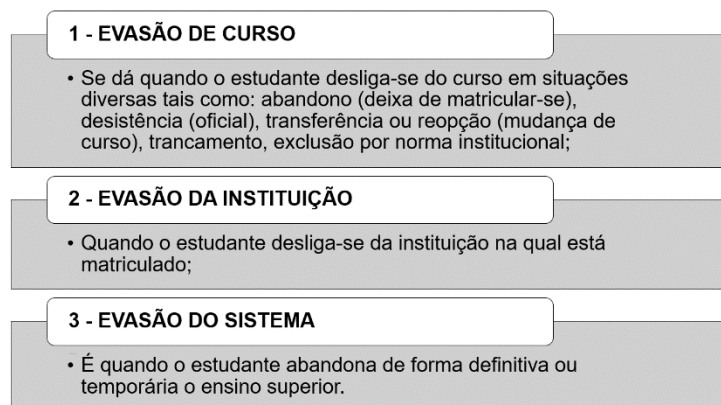 1 - EVASÃO DE CURSO
• Se dá quando o estudante desliga-se do curso em situações
diversas tais como: abandono (deixa de matricular-se),
desistência (oficial), transferência ou reopção (mudança de
curso), trancamento, exclusão por norma institucional;
2 - EVASÃO DA INSTITUIÇÃO
• Quando o estudante desliga-se da instituição na qual está
matriculado;
3 - EVASÃO DO SISTEMA
• É quando o estudante abandona de forma definitiva ou
temporária o ensino superior.